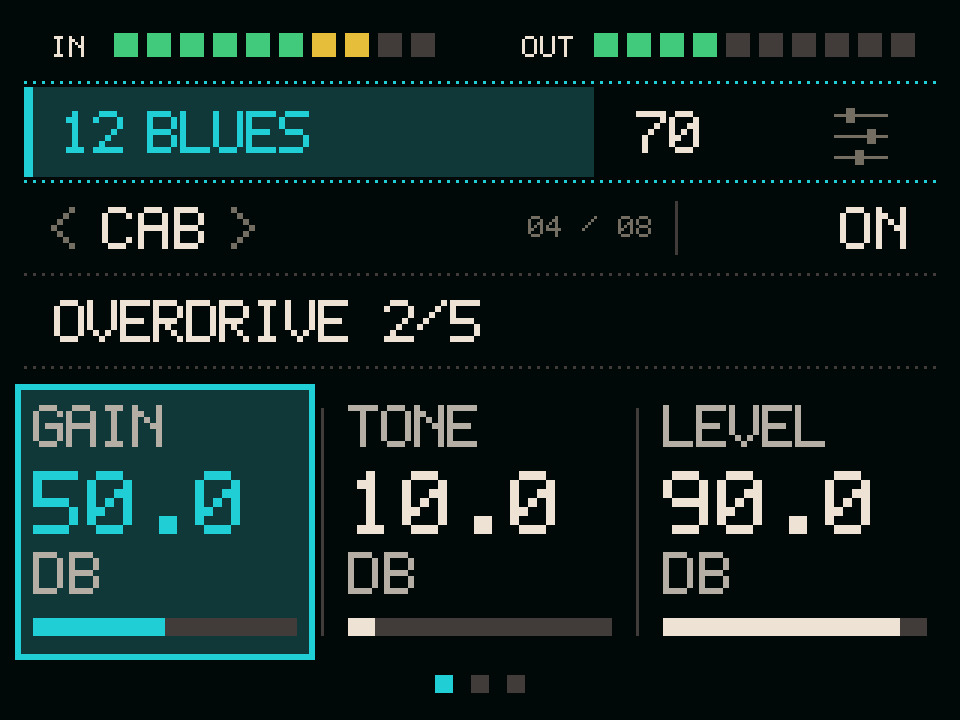 IN OUT
12 BLUES 70
< CAB > 04 / 08 ON
OVERDRIVE 2/5
GAIN TONE LEVEL
50.0 10.0 90.0
DB DB DB